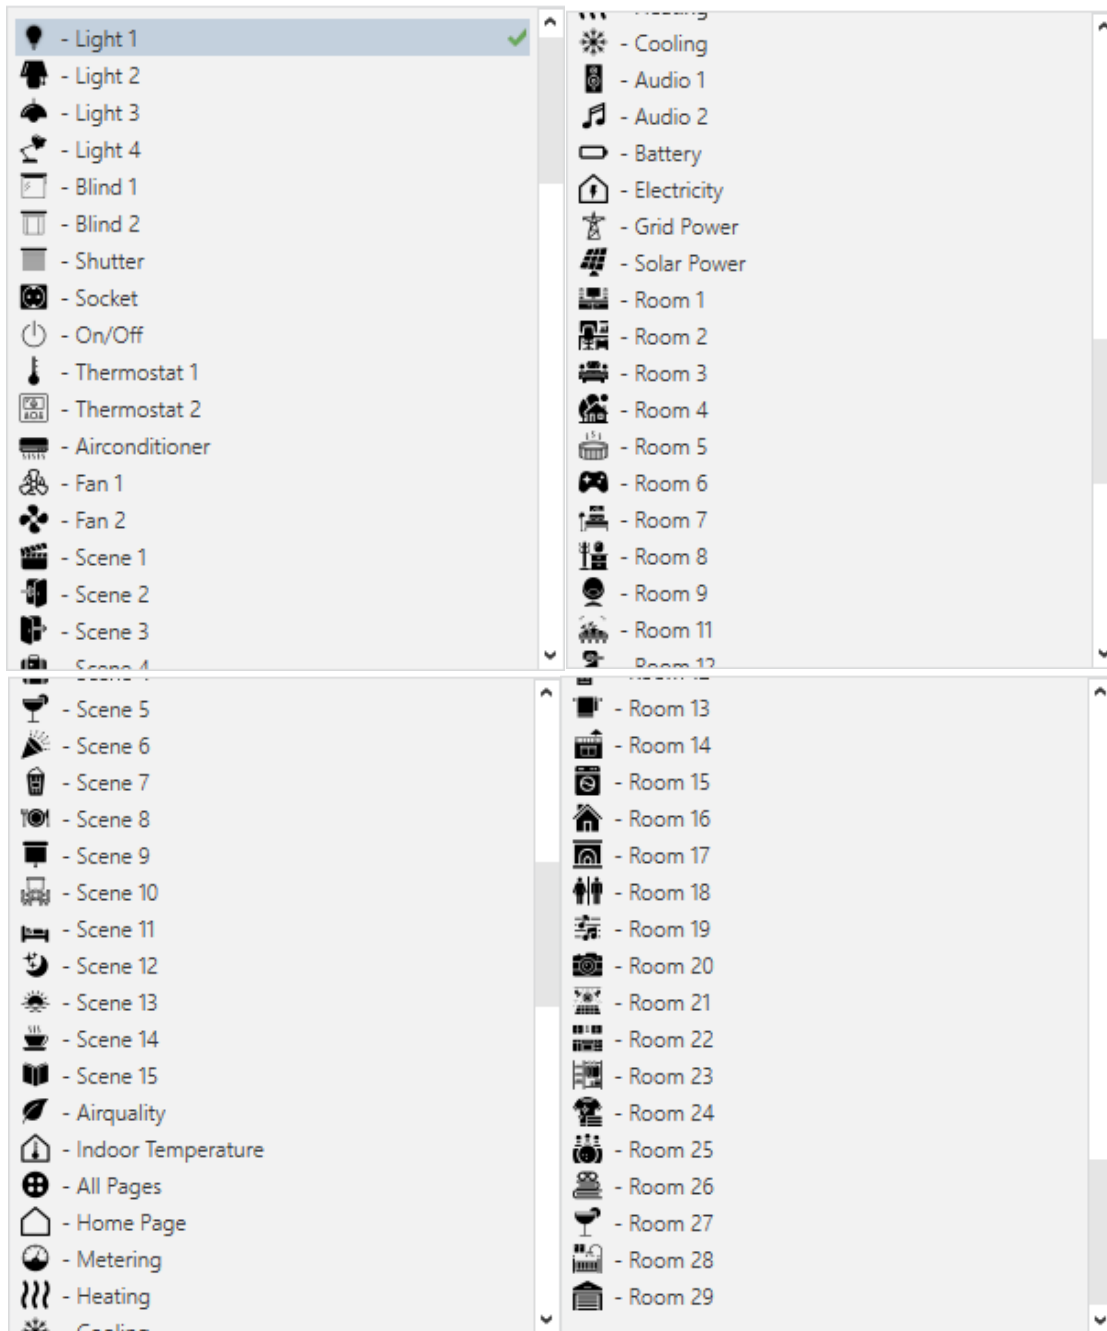 - Light 1
- Light 2
- Light 3
- Light 4
- Blind 1
- Blind 2
- Shutter
- Socket
- On/Off
- Thermostat 1
- Thermostat 2
- Airconditioner
- Fan 1
- Fan 2
- Scene 1
- Scene 2
- Scene 3
- Scene 4
- Heating
- Cooling
- Audio 1
- Audio 2
- Battery
- Electricity
- Grid Power
- Solar Power
- Room 1
- Room 2
- Room 3
- Room 4
- Room 5
- Room 6
- Room 7
- Room 8
- Room 9
- Room 11
- Room 12
- Scene 5
- Scene 6
- Scene 7
- Scene 8
- Scene 9
- Scene 10
- Scene 11
- Scene 12
- Scene 13
- Scene 14
- Scene 15
- Airquality
- Indoor Temperature
- All Pages
- Home Page
- Metering
- Heating
- Cooling
- Room 13
- Room 14
- Room 15
- Room 16
- Room 17
- Room 18
- Room 19
- Room 20
- Room 21
- Room 22
- Room 23
- Room 24
- Room 25
- Room 26
- Room 27
- Room 28
- Room 29